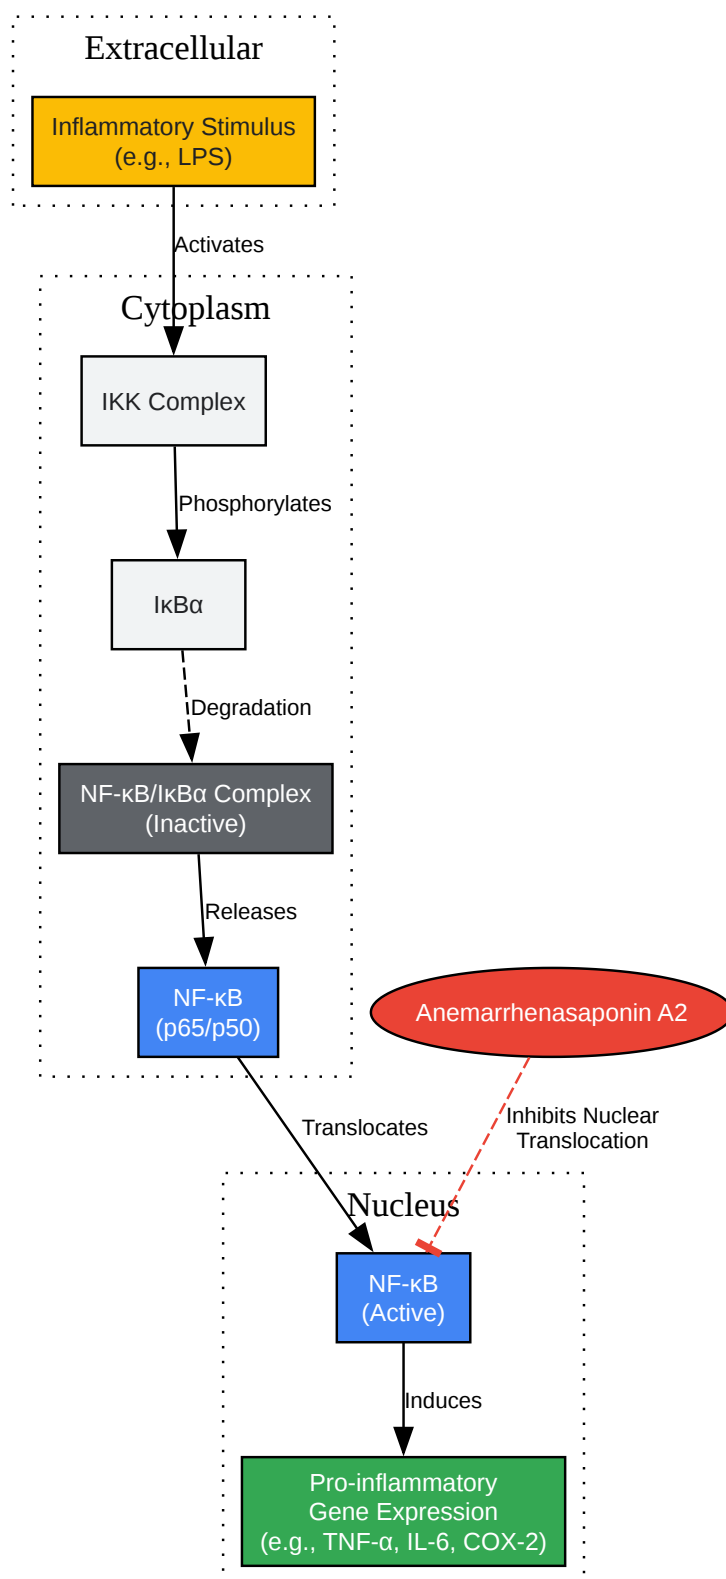 Extracellular
Inflammatory Stimulus
(e.g., LPS)
Activates
Cytoplasm
IKK Complex
Phosphorylates
IκBα
Degradation
NF-κB/IκBα Complex
(Inactive)
Releases
NF-κB
(p65/p50)
Anemarrhenasaponin A2
Translocates
Inhibits Nuclear
Translocation
Nucleus
NF-κB
(Active)
Induces
Pro-inflammatory
Gene Expression
(e.g., TNF-α, IL-6, COX-2)